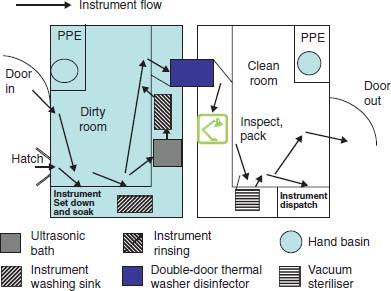 Instrument flow
PPE
PPE
Door
in
Clean
room
Door
out
Dirty
room
Inspect,
pack
Hatch
Instrument
Set down
and soak
Instrument
dispatch
Ultrasonic
bath
Instrument
rinsing
Hand basin
Instrument
washing sink
Double-door thermal
washer disinfector
Vacuum
steriliser